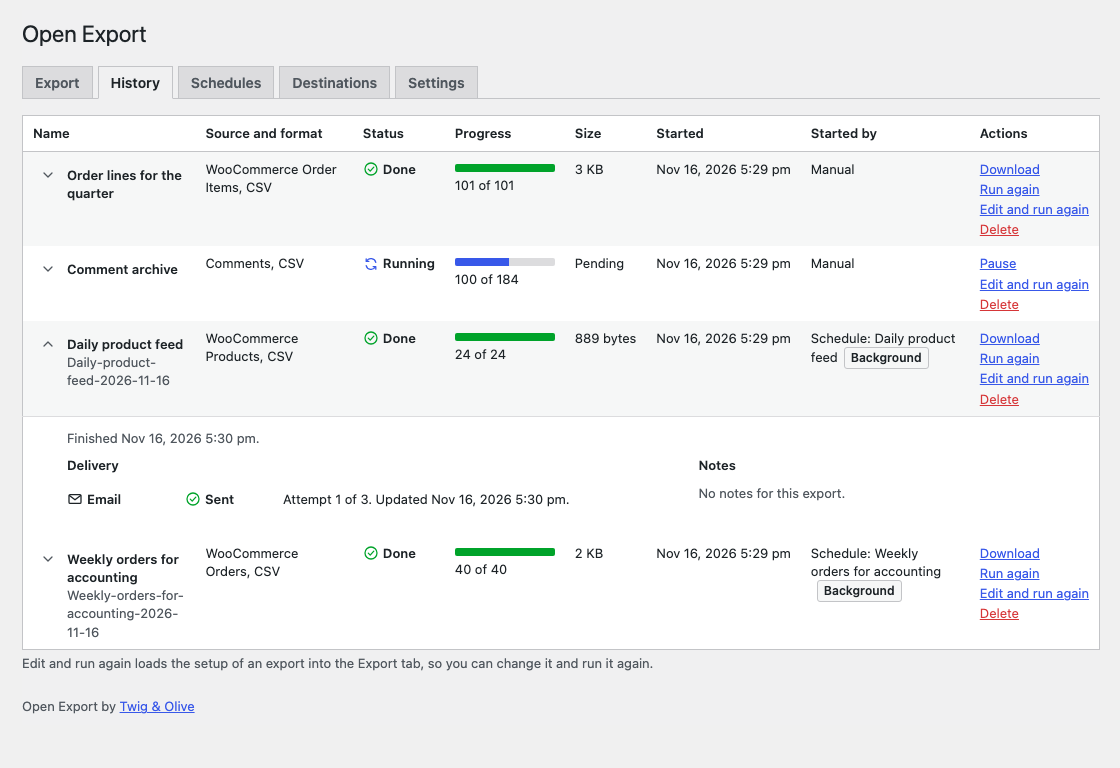 Open Export
Export
History
Schedules
Destinations
Settings
Name
Source and format
Status
Progress
Size
Started
Started by
Actions
Order lines for the
quarter
WooCommerce Order
Items, CSV
Done
101 of 101
3 KB
Nov 16, 2026 5:29 pm
Manual
Download
Run again
Edit and run again
Delete
Comment archive
Comments, CSV
Running
100 of 184
Pending
Nov 16, 2026 5:29 pm
Manual
Pause
Edit and run again
Delete
Daily product feed
Daily-product-
feed-2026-11-16
WooCommerce
Products, CSV
Done
24 of 24
889 bytes
Nov 16, 2026 5:29 pm
Schedule: Daily product
feed Background
Download
Run again
Edit and run again
Delete
Finished Nov 16, 2026 5:30 pm.
Delivery
Email
Sent
Attempt 1 of 3. Updated Nov 16, 2026 5:30 pm.
Notes
No notes for this export.
Weekly orders for
accounting
Weekly-orders-for-
accounting-2026-
11-16
WooCommerce
Orders, CSV
Done
40 of 40
2 KB
Nov 16, 2026 5:29 pm
Schedule: Weekly
orders for accounting
Background
Download
Run again
Edit and run again
Delete
Edit and run again loads the setup of an export into the Export tab, so you can change it and run it again.
Open Export by Twig & Olive